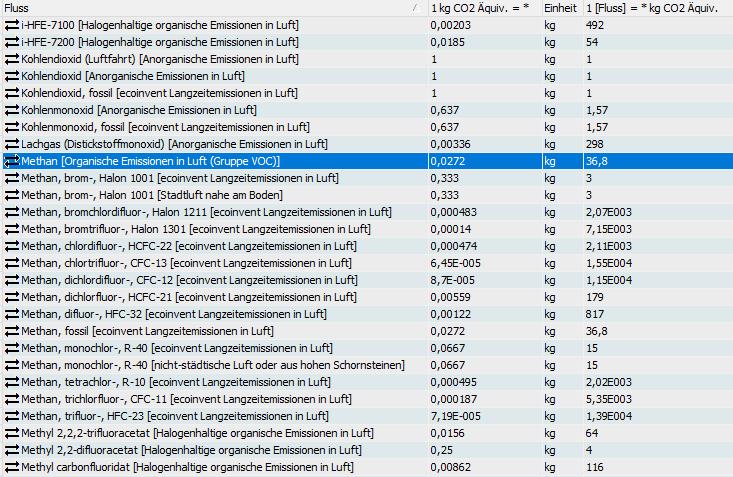 Fluss / 1 kg CO2 Äquiv. = * Einheit 1 [Fluss] = * kg CO2 Äquiv.
i-HFE-7100 [Halogenhaltige organische Emissionen in Luft] 0,00203 kg 492
i-HFE-7200 [Halogenhaltige organische Emissionen in Luft] 0,0185 kg 54
Kohlendioxid (Luftfahrt) [Anorganische Emissionen in Luft] 1 kg 1
Kohlendioxid [Anorganische Emissionen in Luft] 1 kg 1
Kohlendioxid, fossil [ecoinvent Langzeitemissionen in Luft] 1 kg 1
Kohlenmonoxid [Anorganische Emissionen in Luft] 0,637 kg 1,57
Kohlenmonoxid, fossil [ecoinvent Langzeitemissionen in Luft] 0,637 kg 1,57
Lachgas (Distickstoffmonoxid) [Anorganische Emissionen in Luft] 0,00336 kg 298
Methan [Organische Emissionen in Luft (Gruppe VOC)] 0,0272 kg 36,8
Methan, brom-, Halon 1001 [ecoinvent Langzeitemissionen in Luft] 0,333 kg 3
Methan, brom-, Halon 1001 [Stadtluft nahe am Boden] 0,333 kg 3
Methan, bromchlordifluor-, Halon 1211 [ecoinvent Langzeitemissionen in Luft] 0,000483 kg 2,07E003
Methan, bromtrifluor-, Halon 1301 [ecoinvent Langzeitemissionen in Luft] 0,00014 kg 7,15E003
Methan, chlordifluor-, HCFC-22 [ecoinvent Langzeitemissionen in Luft] 0,000474 kg 2,11E003
Methan, chlortrifluor-, CFC-13 [ecoinvent Langzeitemissionen in Luft] 6,45E-005 kg 1,55E004
Methan, dichlordifluor-, CFC-12 [ecoinvent Langzeitemissionen in Luft] 8,7E-005 kg 1,15E004
Methan, dichlorfluor-, HCFC-21 [ecoinvent Langzeitemissionen in Luft] 0,00559 kg 179
Methan, difluor-, HFC-32 [ecoinvent Langzeitemissionen in Luft] 0,00122 kg 817
Methan, fossil [ecoinvent Langzeitemissionen in Luft] 0,0272 kg 36,8
Methan, monochlor-, R-40 [ecoinvent Langzeitemissionen in Luft] 0,0667 kg 15
Methan, monochlor-, R-40 [nicht-städtische Luft oder aus hohen Schornsteinen] 0,0667 kg 15
Methan, tetrachlor-, R-10 [ecoinvent Langzeitemissionen in Luft] 0,000495 kg 2,02E003
Methan, trichlorfluor-, CFC-11 [ecoinvent Langzeitemissionen in Luft] 0,000187 kg 5,35E003
Methan, trifluor-, HFC-23 [ecoinvent Langzeitemissionen in Luft] 7,19E-005 kg 1,39E004
Methyl 2,2,2-trifluoracetat [Halogenhaltige organische Emissionen in Luft] 0,0156 kg 64
Methyl 2,2-difluoracetat [Halogenhaltige organische Emissionen in Luft] 0,25 kg 4
Methyl carbonfluoridat [Halogenhaltige organische Emissionen in Luft] 0,00862 kg 116